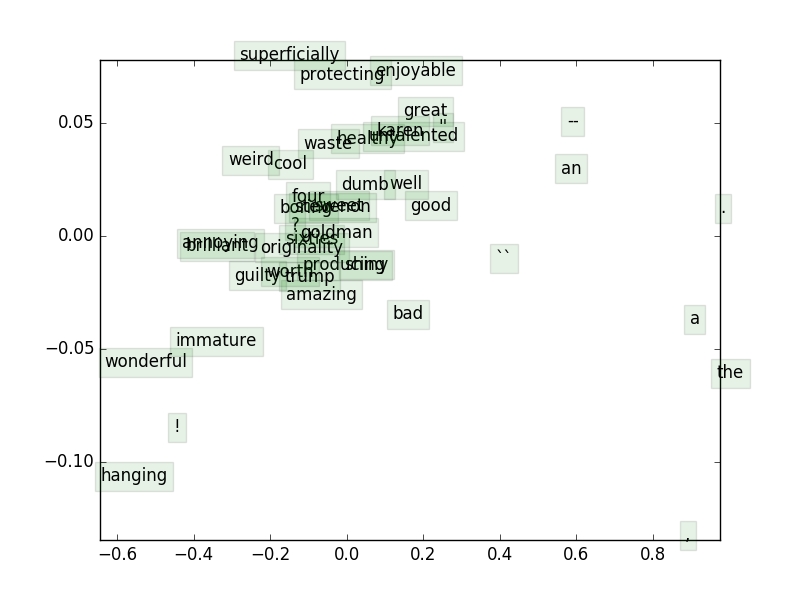 superficially
protecting
enjoyable
great
"
--
karen
untalented
healthy
waste
0.05
weird
cool
an
dumb
well
four
boring
sweet
good
.
?
0.00
goldman
sixties
annoying
brilliant
originality
``
producing
worth
guilty
trump
amazing
bad
a
immature
−0.05
wonderful
the
!
−0.10
hanging
,
−0.6
−0.4
−0.2
0.0
0.2
0.4
0.6
0.8